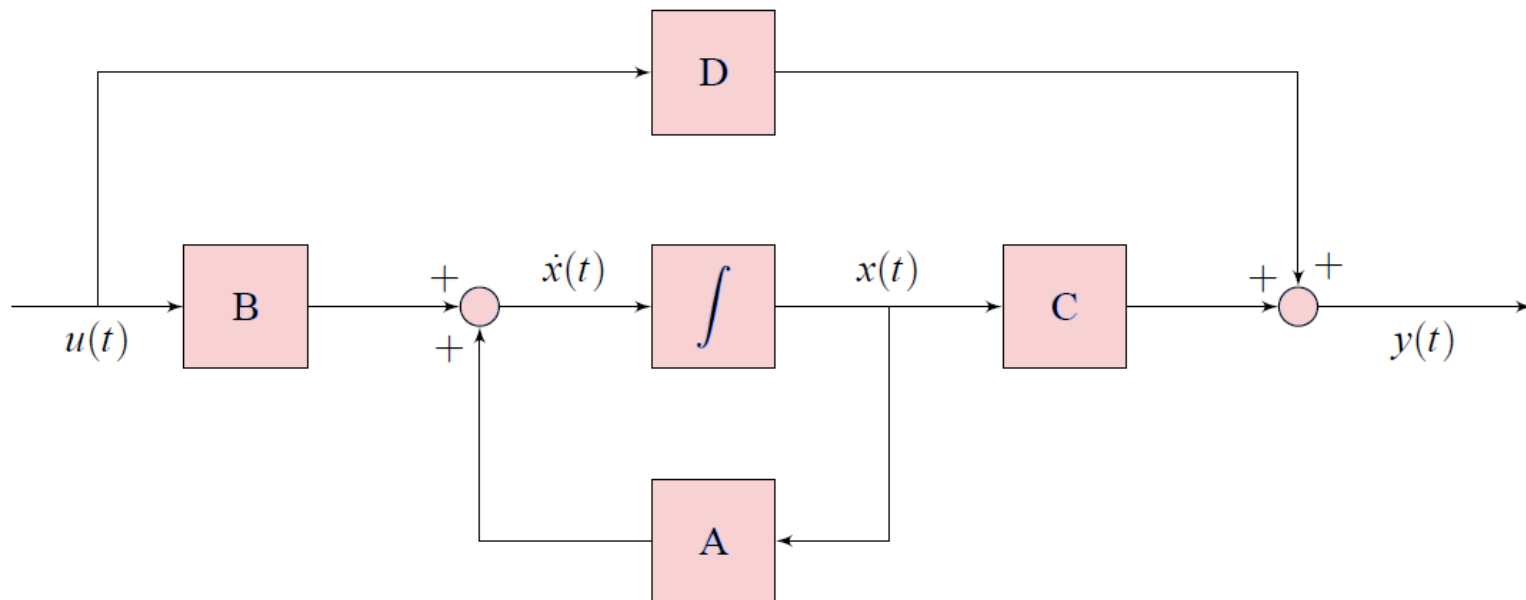 D
+ ẋ(t) x(t) + +
B ∫ C
u(t) + y(t)
A